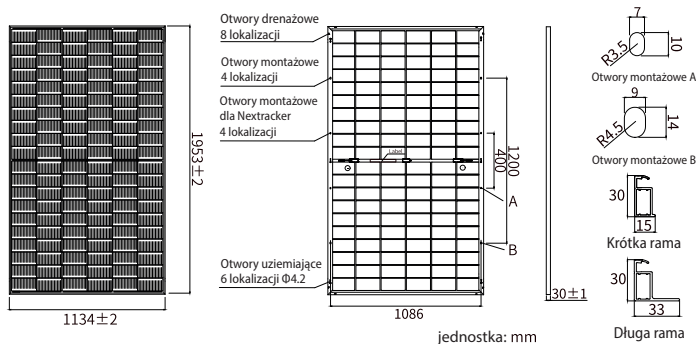 Otwory drenażowe
8 lokalizacji
Otwory montażowe
4 lokalizacji
Otwory montażowe
dla Nextracker
4 lokalizacji
Otwory uziemiające
6 lokalizacji Φ4.2
1953±2
1134±2
Label
1200
400
A
B
1086
30±1
7
10
R3.5
Otwory montażowe A
9
14
R4.5
Otwory montażowe B
30
15
Krótka rama
30
33
Długa rama
jednostka: mm